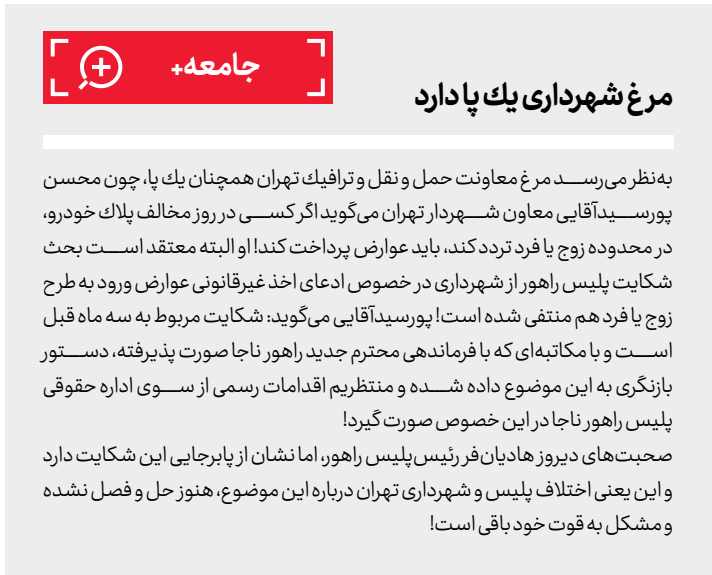 جامعه+
مرغ شهرداری یك پا دارد
به‌نظر می‌رسد مرغ معاونت حمل و نقل و ترافیك تهران همچنان یك پا، چون محسن
پورسیدآقایی معاون شهردار تهران می‌گوید اگر کسی در روز مخالف پلاك خودرو،
در محدوده زوج یا فرد تردد کند، باید عوارض پرداخت کند! او البته معتقد است بحث
شکایت پلیس راهور از شهرداری در خصوص ادعای اخذ غیرقانونی عوارض ورود به طرح
زوج یا فرد هم منتفی شده است! پورسیدآقایی می‌گوید: شکایت مربوط به سه ماه قبل
است و با مکاتبه‌ای که با فرماندهی محترم جدید راهور ناجا صورت پذیرفته، دستور
بازنگری به این موضوع داده شده و منتظریم اقدامات رسمی از سوی اداره حقوقی
پلیس راهور ناجا در این خصوص صورت گیرد!
صحبت‌های دیروز هادیان‌فر رئیس‌پلیس راهور، اما نشان از پابرجایی این شکایت دارد
و این یعنی اختلاف پلیس و شهرداری تهران درباره این موضوع، هنوز حل و فصل نشده
و مشکل به قوت خود باقی است!